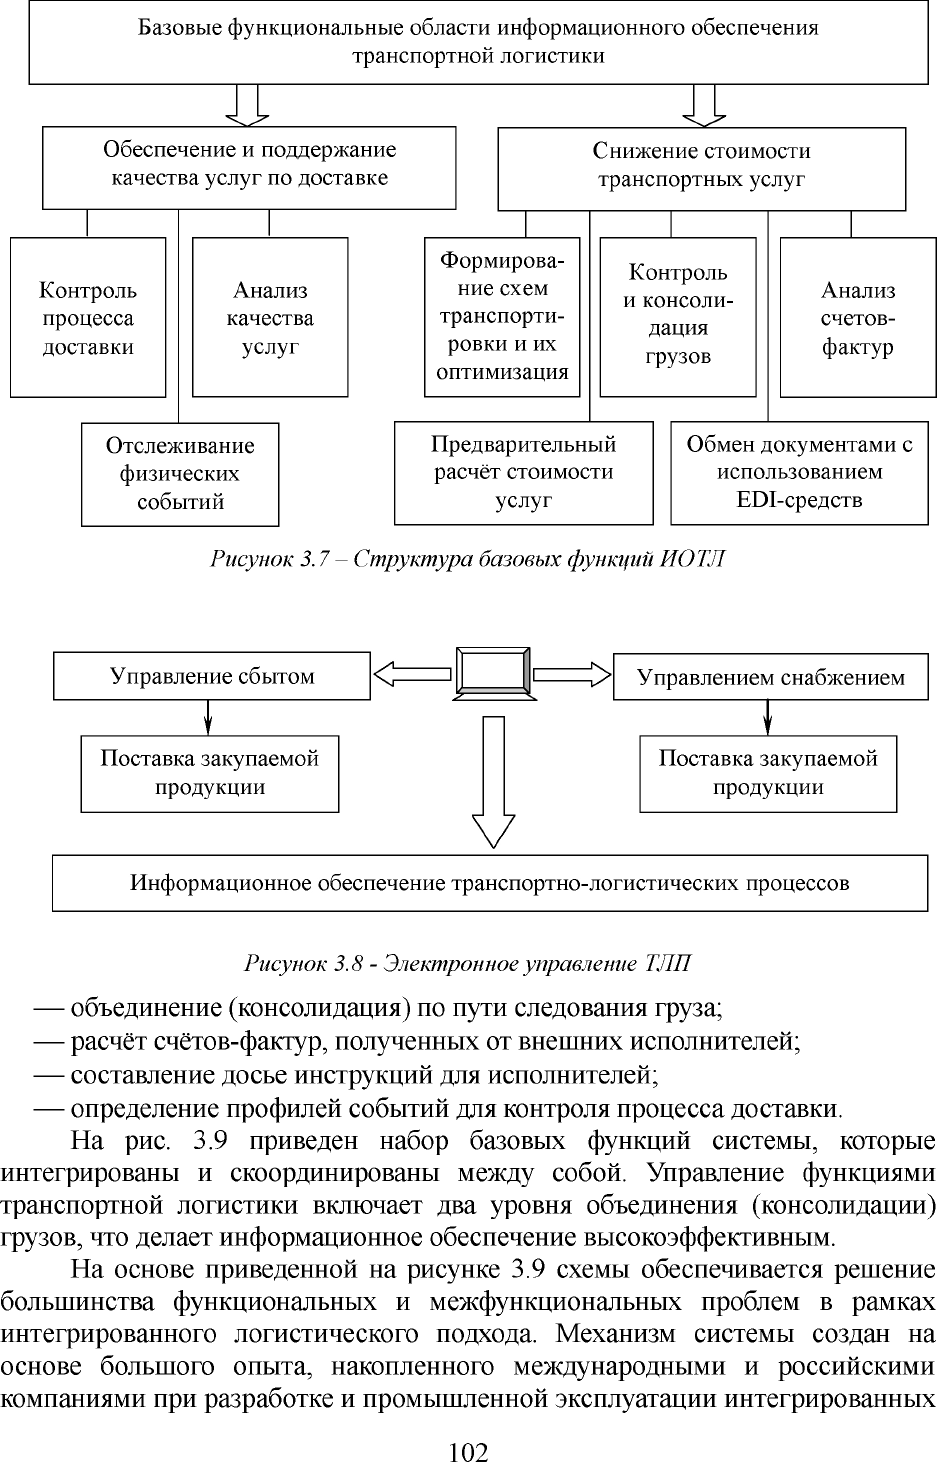 Базовые функциональные области информационного обеспечения
транспортной логистики
Обеспечение и поддержание
качества услуг по доставке
Снижение стоимости
транспортных услуг
Контроль
процесса
доставки
Анализ
качества
услуг
Формирова-
ние схем
транспорти-
ровки и их
оптимизация
Контроль
и консоли-
дация
грузов
Анализ
счетов-
фактур
Отслеживание
физических
событий
Предварительный
расчёт стоимости
услуг
Обмен документами с
использованием
EDI-средств
Рисунок 3.7 – Структура базовых функций ИОТЛ
Управление сбытом
Управлением снабжением
Поставка закупаемой
продукции
Поставка закупаемой
продукции
Информационное обеспечение транспортно-логистических процессов
Рисунок 3.8 - Электронное управление ТЛП
— объединение (консолидация) по пути следования груза;
— расчёт счётов-фактур, полученных от внешних исполнителей;
— составление досье инструкций для исполнителей;
— определение профилей событий для контроля процесса доставки.
На рис. 3.9 приведен набор базовых функций системы, которые
интегрированы и скоординированы между собой. Управление функциями
транспортной логистики включает два уровня объединения (консолидации)
грузов, что делает информационное обеспечение высокоэффективным.
На основе приведенной на рисунке 3.9 схемы обеспечивается решение
большинства функциональных и межфункциональных проблем в рамках
интегрированного логистического подхода. Механизм системы создан на
основе большого опыта, накопленного международными и российскими
компаниями при разработке и промышленной эксплуатации интегрированных
102